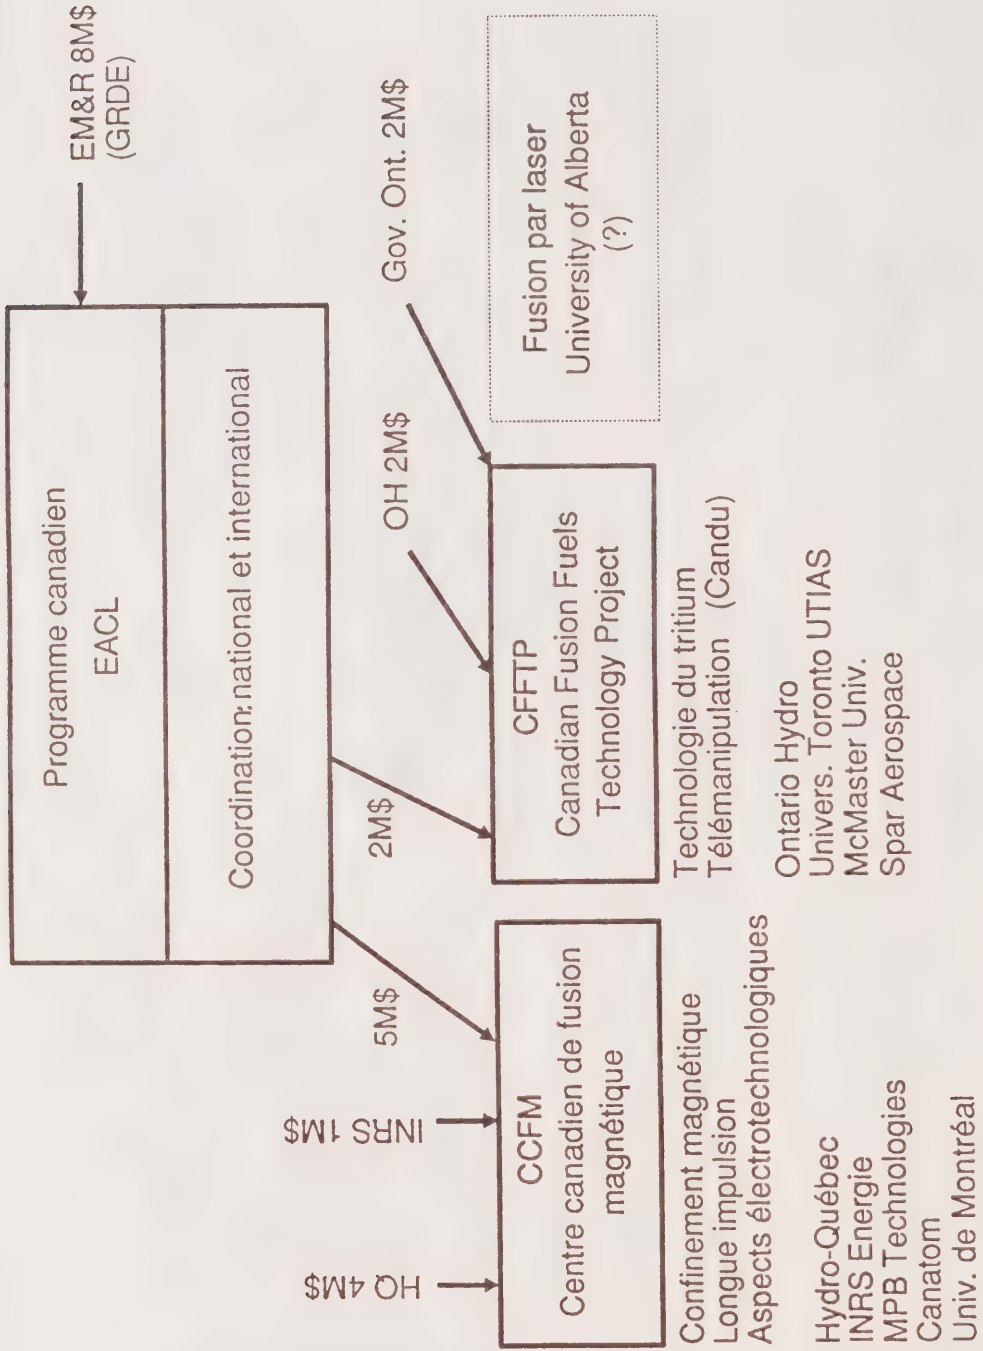 Programme canadien
EACL
Coordination: national et international
EM&R 8M$
(GRDE)
HQ 4M$
INRS 1M$
5M$
2M$
OH 2M$
Gov. Ont. 2M$
CCFM
Centre canadien de fusion
magnétique
Confinement magnétique
Longue impulsion
Aspects électrotechnologiques
Hydro-Québec
INRS Energie
MPB Technologies
Canatom
Univ. de Montréal
CFFTP
Canadian Fusion Fuels
Technology Project
Technologie du tritium
Télémanipulation (Candu)
Ontario Hydro
Univers. Toronto UTIAS
McMaster Univ.
Spar Aerospace
Fusion par laser
University of Alberta
(?)